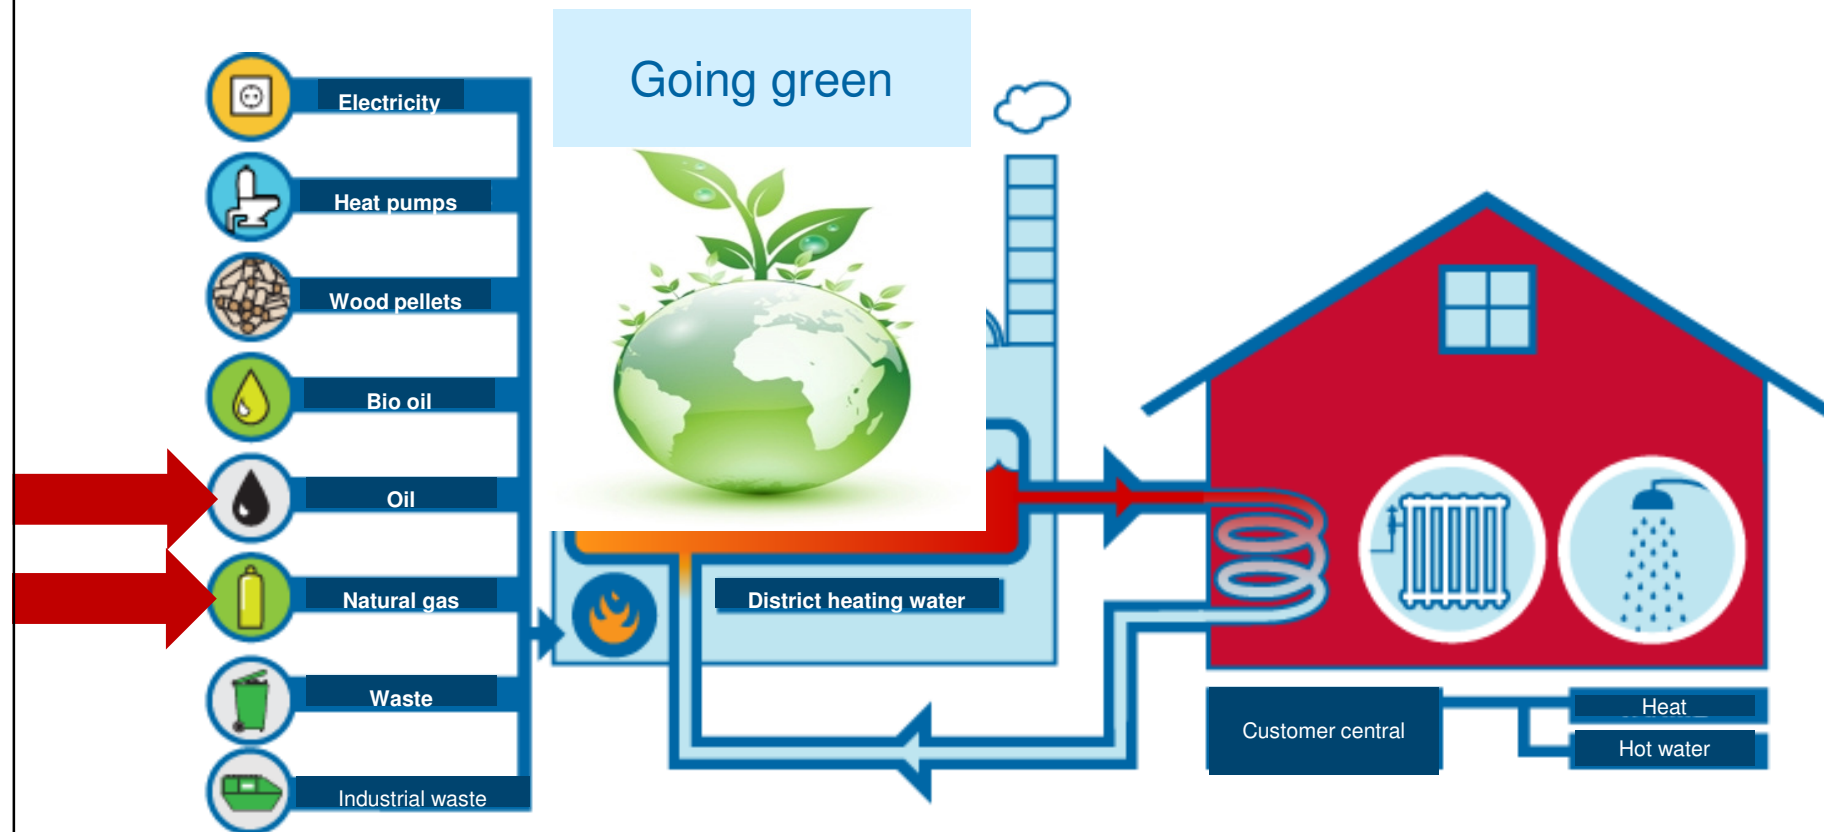 Going green
Electricity
Heat pumps
Wood pellets
Bio oil
Oil
Natural gas
Waste
Industrial waste
District heating water
Customer central
Heat
Hot water